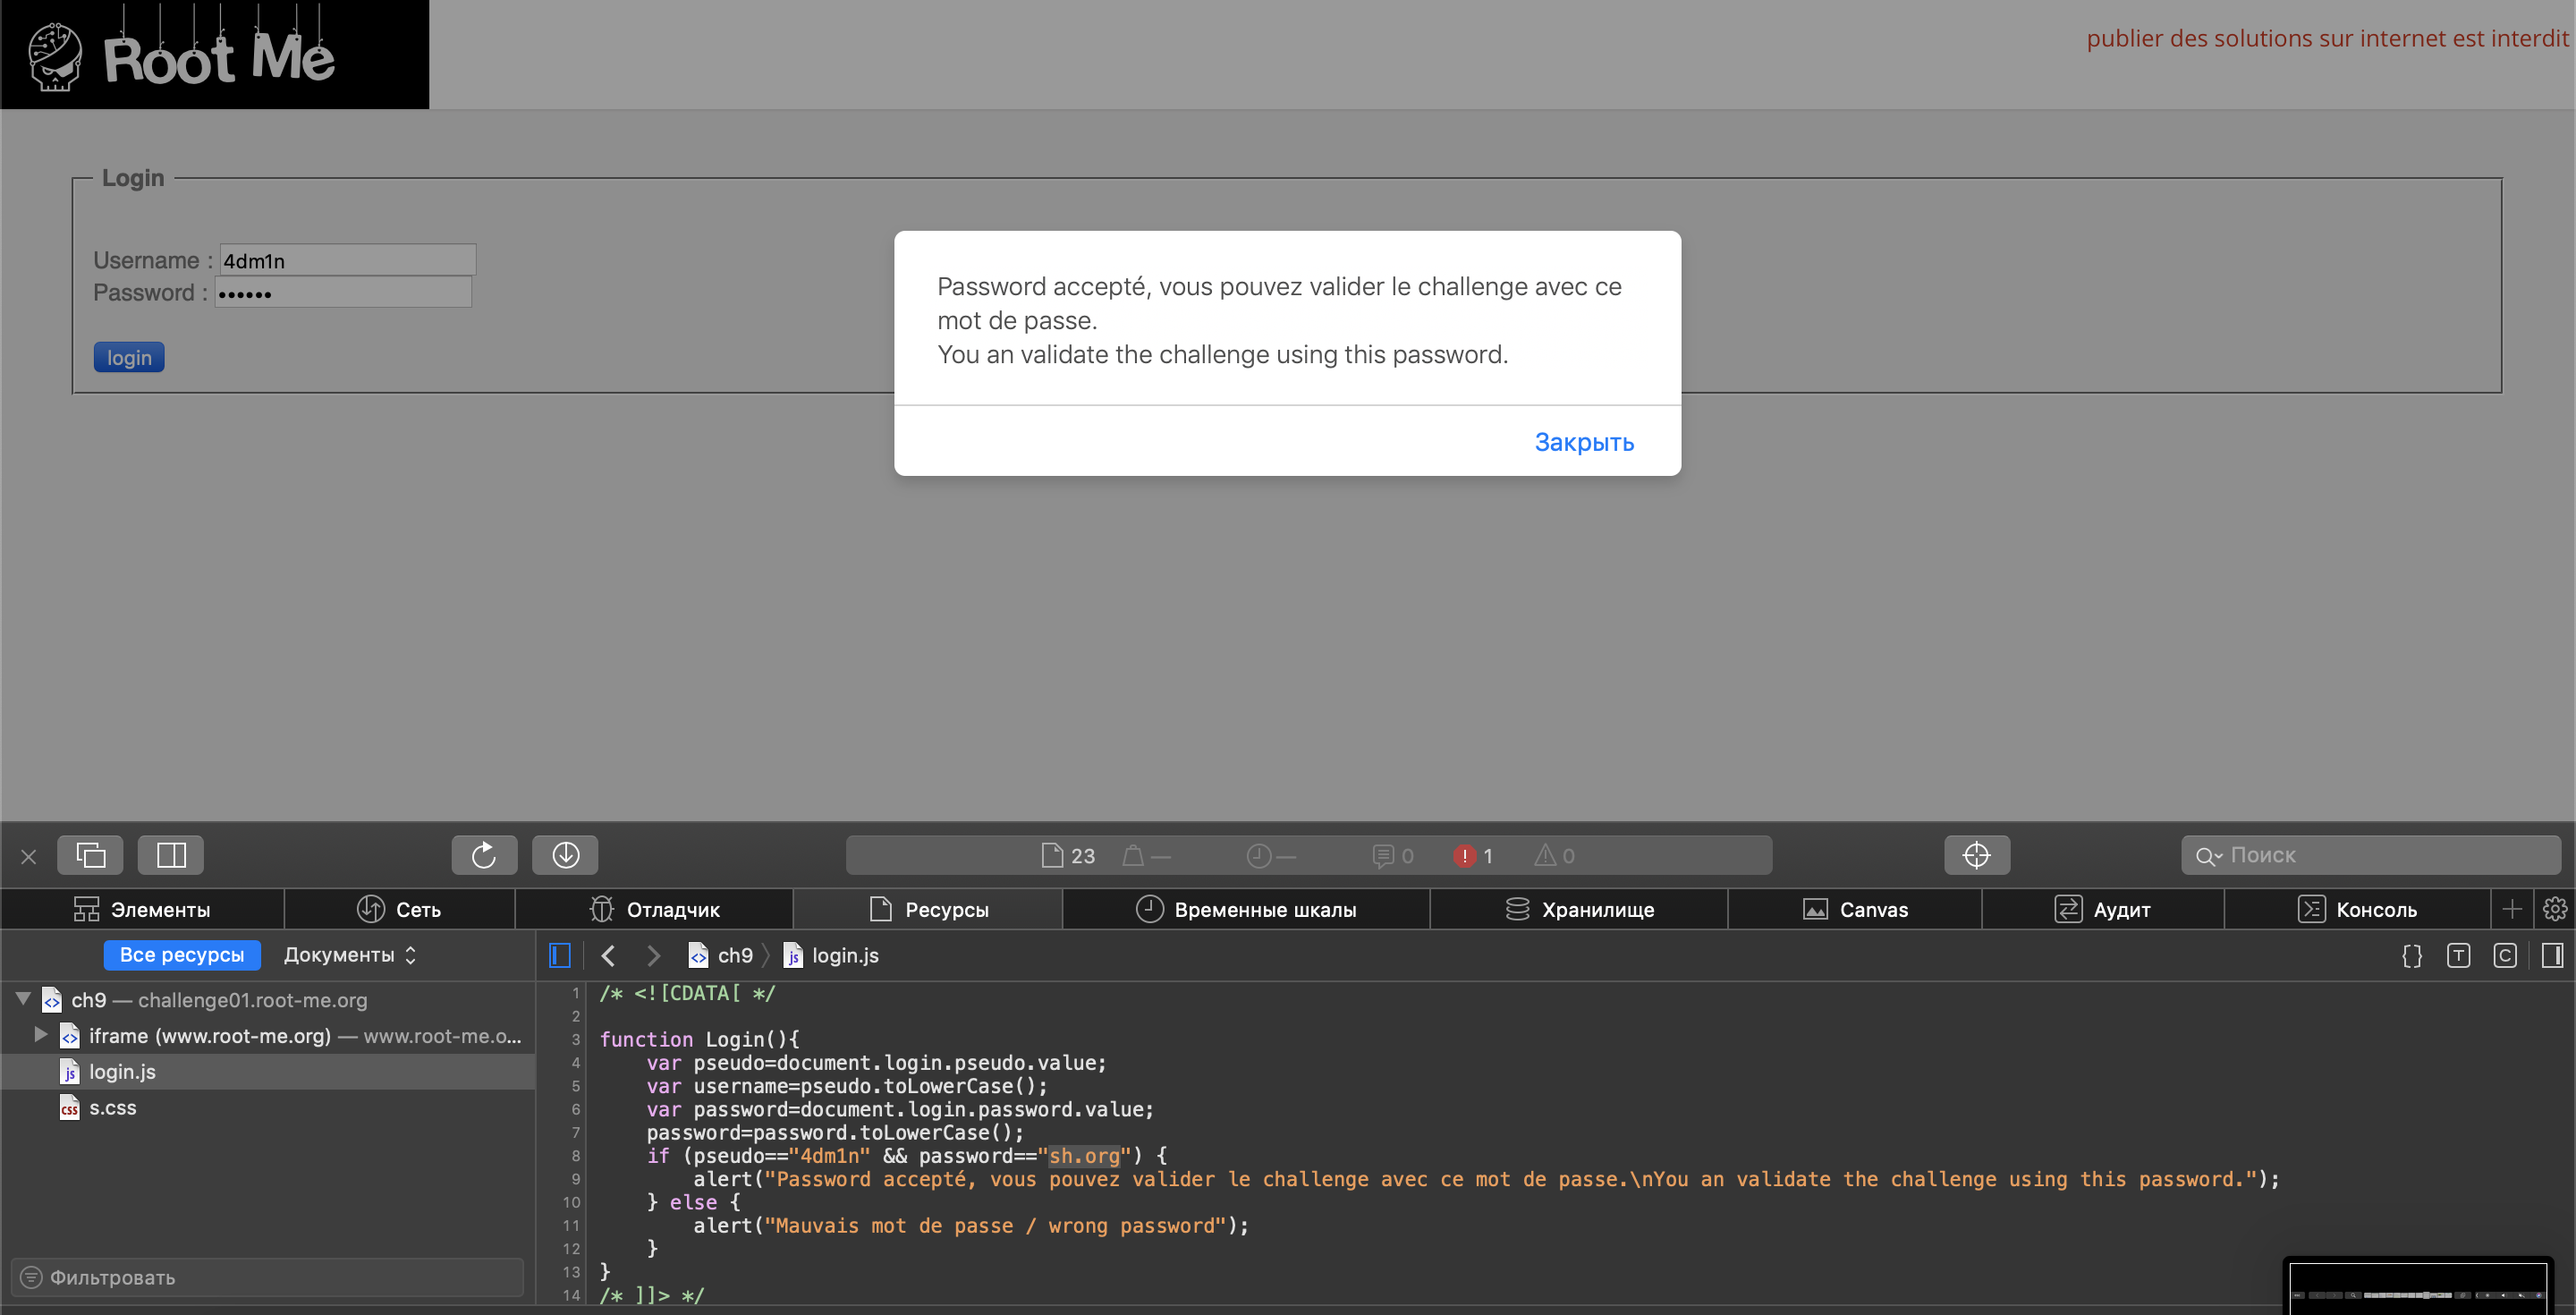 Root Me
publier des solutions sur internet est interdit
Login
Username : 4dm1n
Password : ••••••
login
Password accepté, vous pouvez valider le challenge avec ce
mot de passe.
You an validate the challenge using this password.
Закрыть
23 — — 0 1 0
Поиск
Элементы Сеть Отладчик Ресурсы Временные шкалы Хранилище Canvas Аудит Консоль
Все ресурсы Документы
ch9 login.js
ch9 — challenge01.root-me.org
iframe (www.root-me.org) — www.root-me.o...
login.js
s.css
Фильтровать
1 /* <![CDATA[ */
2
3 function Login(){
4 var pseudo=document.login.pseudo.value;
5 var username=pseudo.toLowerCase();
6 var password=document.login.password.value;
7 password=password.toLowerCase();
8 if (pseudo=="4dm1n" && password=="sh.org") {
9 alert("Password accepté, vous pouvez valider le challenge avec ce mot de passe.\nYou an validate the challenge using this password.");
10 } else {
11 alert("Mauvais mot de passe / wrong password");
12 }
13 }
14 /* ]]> */